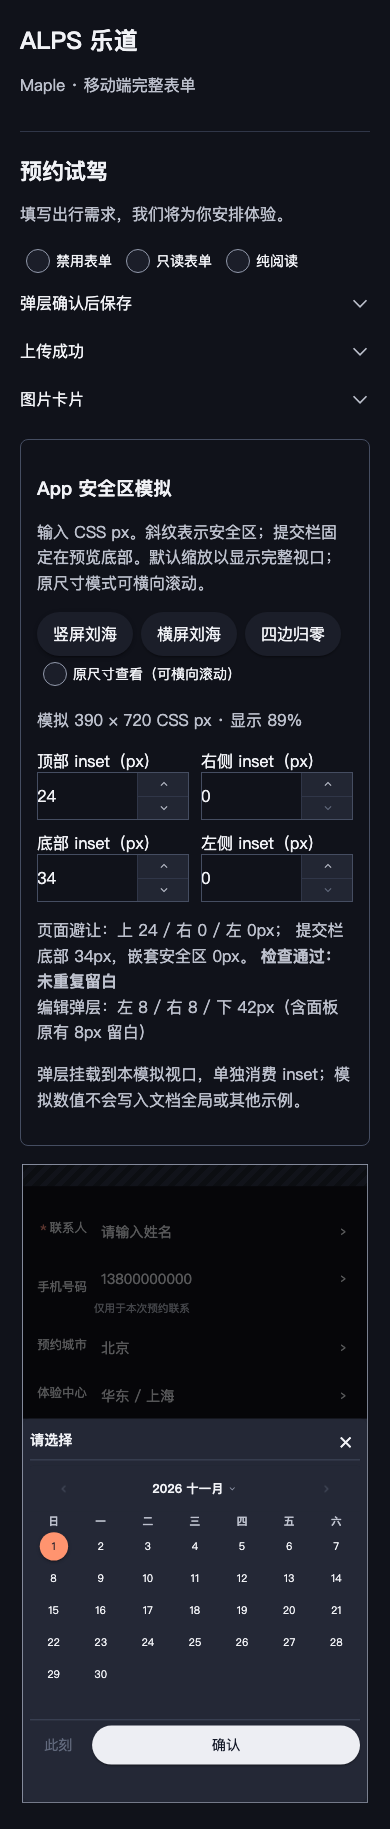 ALPS 乐道
Maple · 移动端完整表单
预约试驾
填写出行需求，我们将为你安排体验。
禁用表单 只读表单 纯阅读
弹层确认后保存
上传成功
图片卡片
App 安全区模拟
输入 CSS px。斜纹表示安全区；提交栏固
定在预览底部。默认缩放以显示完整视口；
原尺寸模式可横向滚动。
竖屏刘海 横屏刘海 四边归零
原尺寸查看（可横向滚动）
模拟 390 × 720 CSS px · 显示 89%
顶部 inset（px） 右侧 inset（px）
24 0
底部 inset（px） 左侧 inset（px）
34 0
页面避让：上 24 / 右 0 / 左 0px； 提交栏
底部 34px，嵌套安全区 0px。 检查通过：
未重复留白
编辑弹层：左 8 / 右 8 / 下 42px（含面板
原有 8px 留白）
弹层挂载到本模拟视口，单独消费 inset；模
拟数值不会写入文档全局或其他示例。
* 联系人 请输入姓名
手机号码 13800000000
仅用于本次预约联系
预约城市 北京
体验中心 华东 / 上海
请选择
2026 十一月
日 一 二 三 四 五 六
1 2 3 4 5 6 7
8 9 10 11 12 13 14
15 16 17 18 19 20 21
22 23 24 25 26 27 28
29 30
此刻 确认